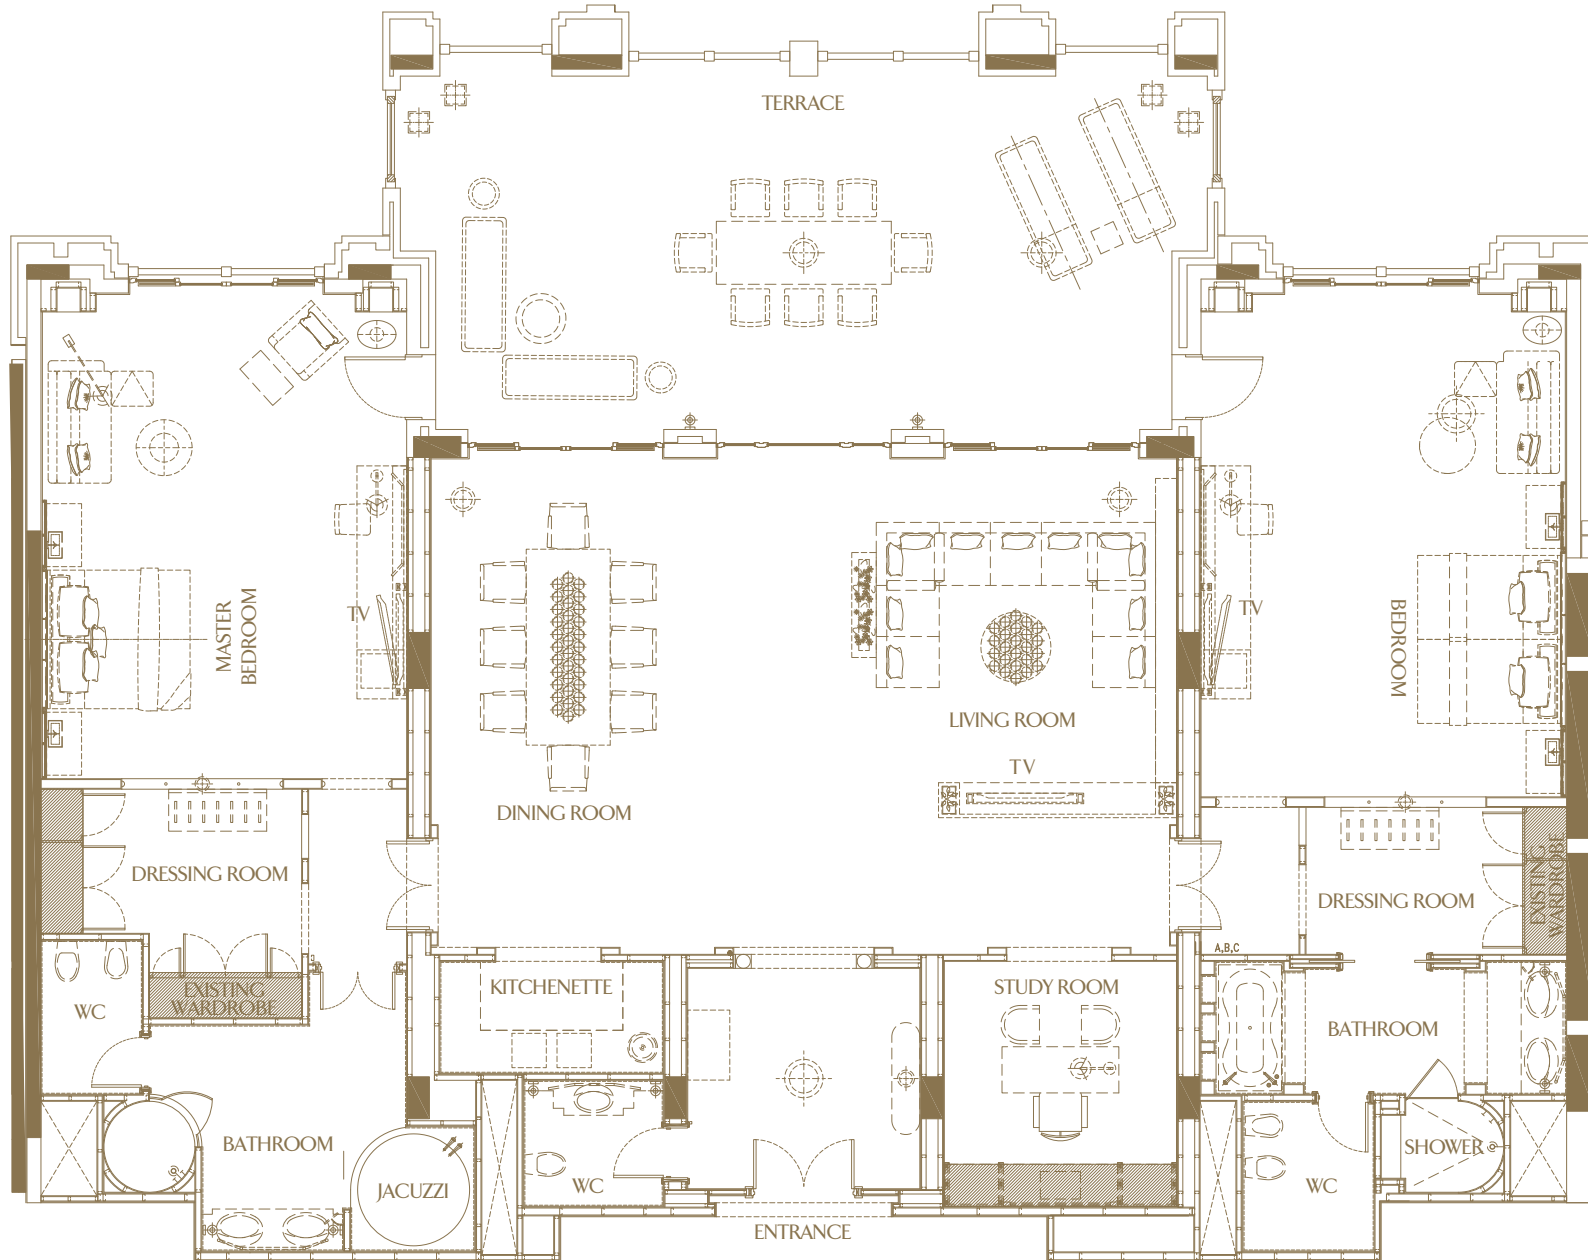 TERRACE
MASTER
BEDROOM
TV
TV
BEDROOM
LIVING ROOM
TV
DINING ROOM
DRESSING ROOM
EXISTING
WARDROBE
DRESSING ROOM
EXISTING
WARDROBE
A,B,C
WC
KITCHENETTE
STUDY ROOM
BATHROOM
BATHROOM
SHOWER
JACUZZI
WC
WC
ENTRANCE